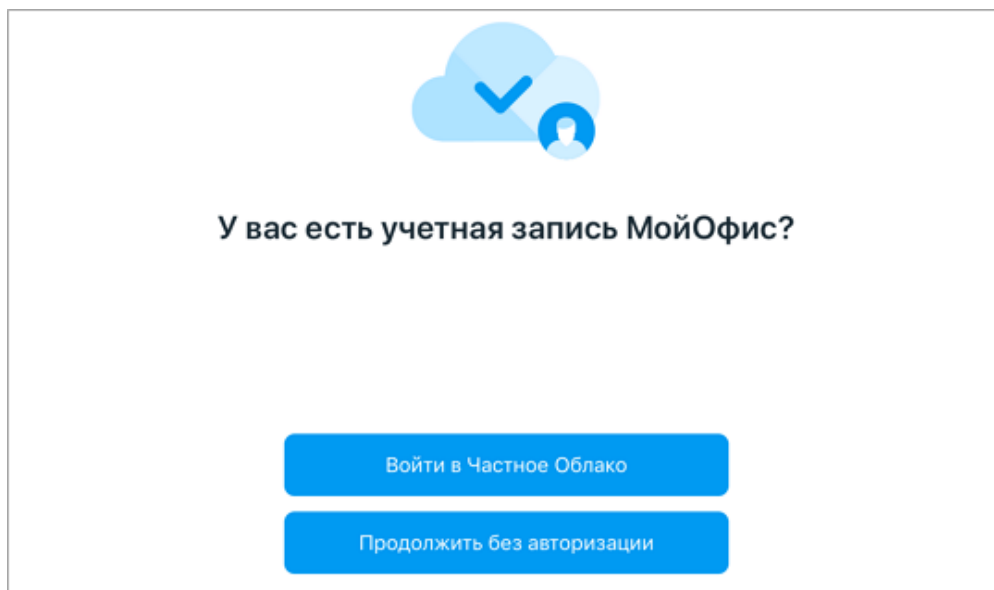 У вас есть учетная запись МойОфис?
Войти в Частное Облако
Продолжить без авторизации